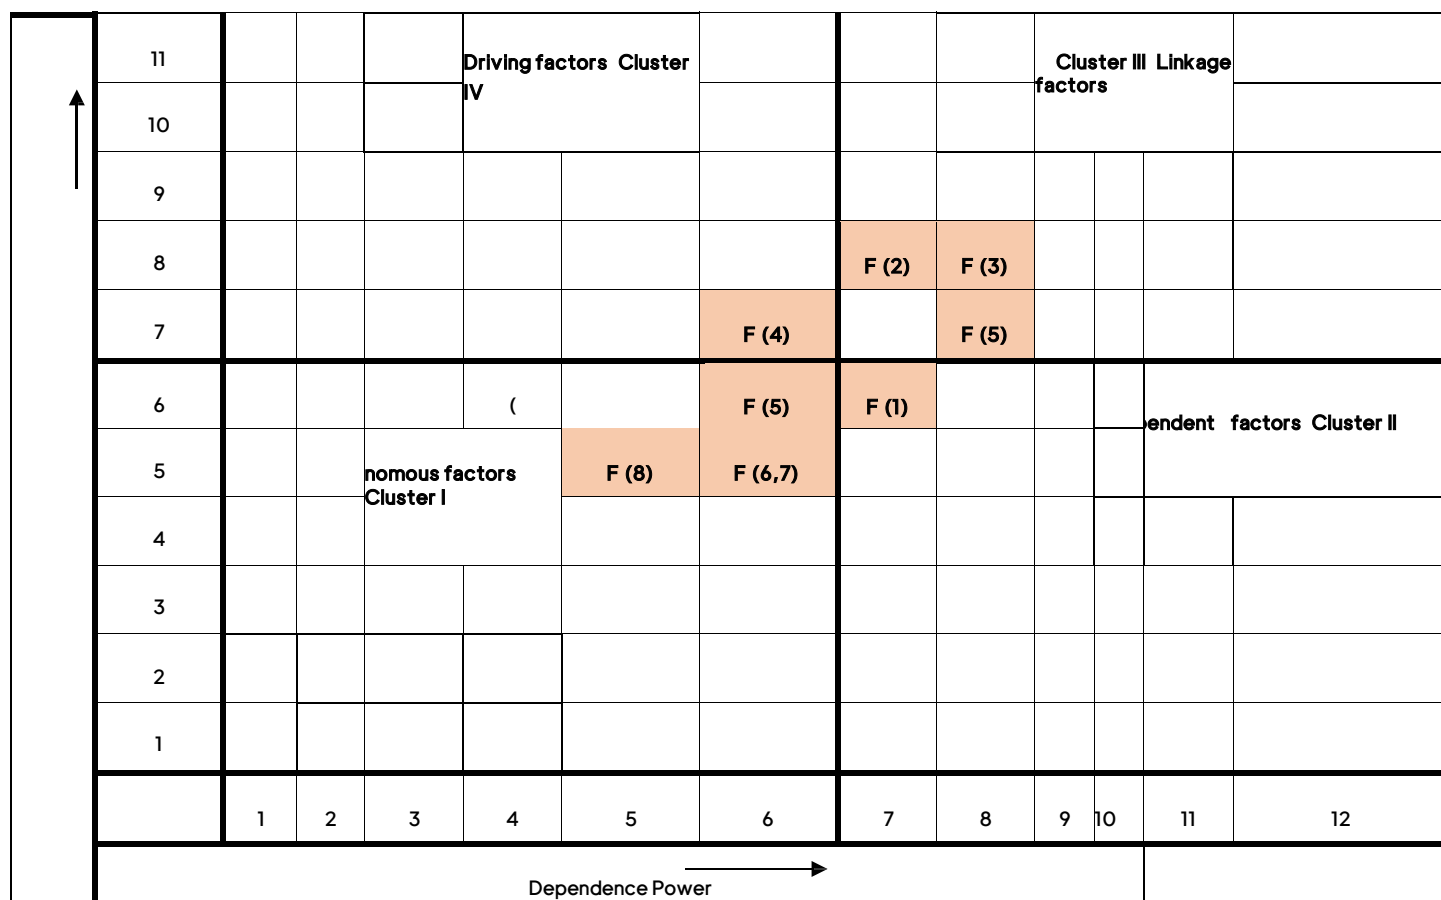 11
Driving factors Cluster
IV
Cluster III Linkage
factors
10
9
8
F (2)
F (3)
7
F (4)
F (5)
6
(
F (5)
F (1)
endent factors Cluster II
5
nomous factors
Cluster I
F (8)
F (6,7)
4
3
2
1
1 2 3 4 5 6 7 8 9 10 11 12
Dependence Power